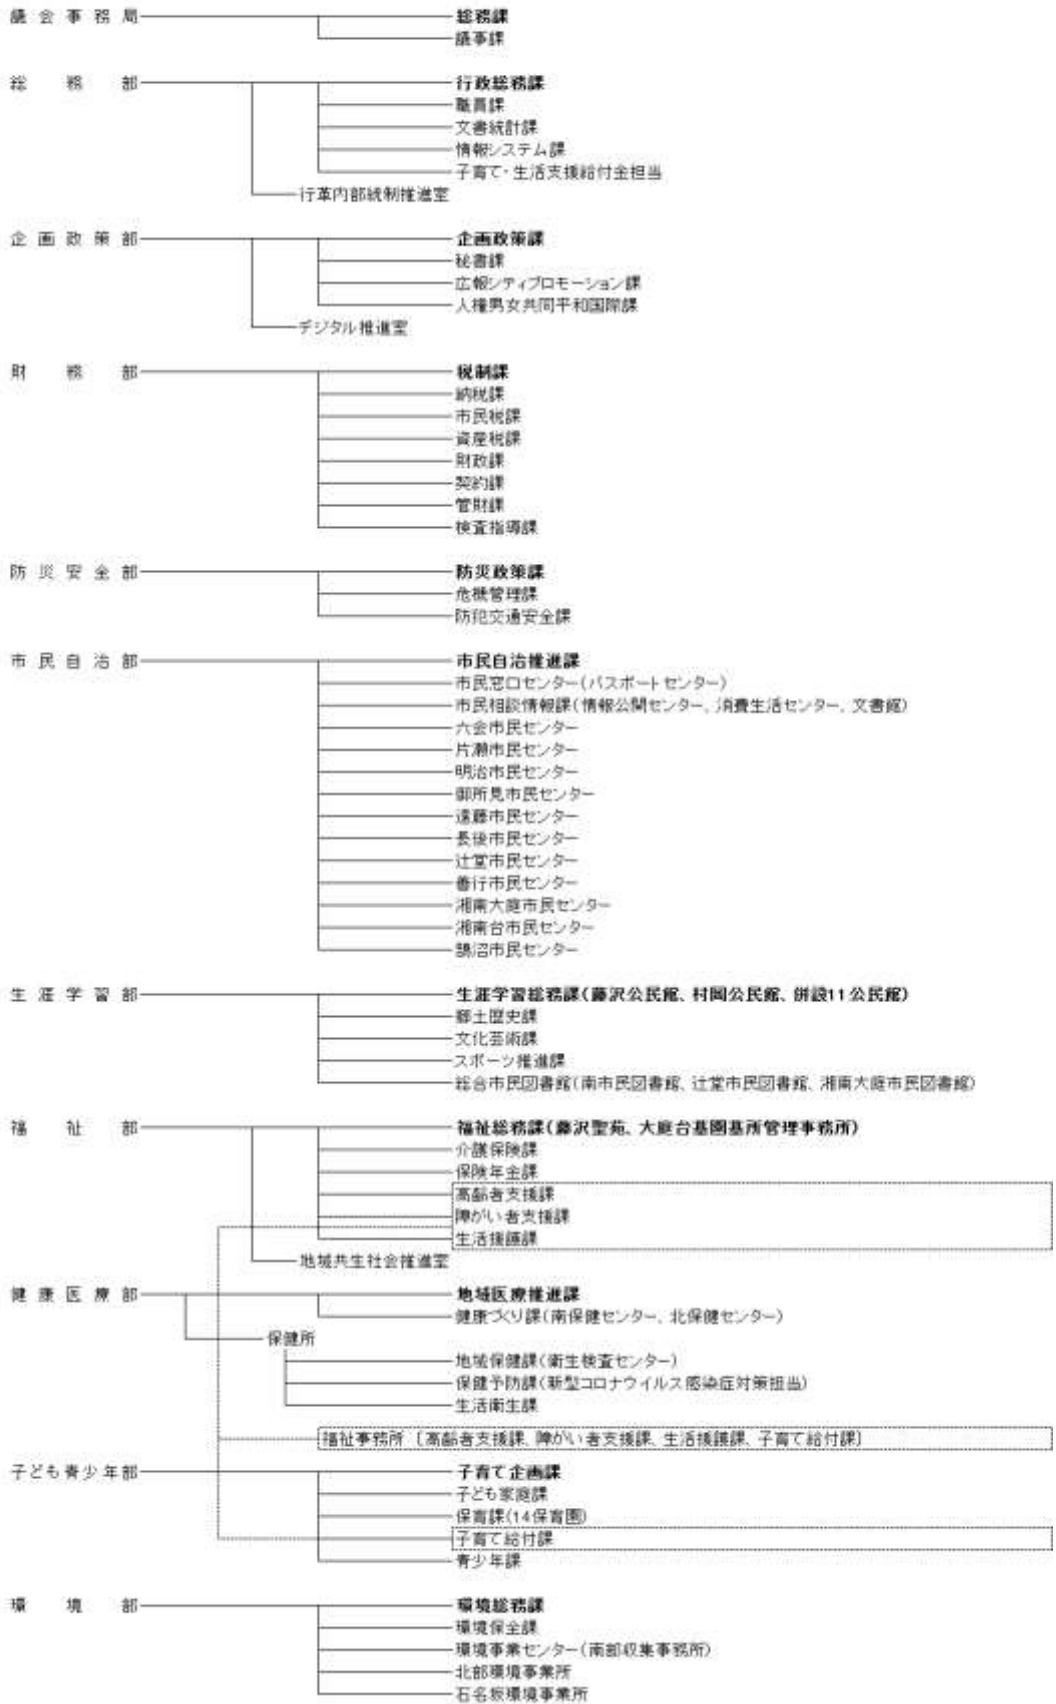 議会事務局 総務課
議事課
総務部 行政総務課
職員課
文書統計課
情報システム課
子育て・生活支援給付金担当
行革内部統制推進室
企画政策部 企画政策課
秘書課
広報シティプロモーション課
人権男女共同平和国際課
デジタル推進室
財務部 税制課
納税課
市民税課
資産税課
財政課
契約課
管財課
検査指導課
防災安全部 防災政策課
危機管理課
防犯交通安全課
市民自治部 市民自治推進課
市民窓口センター(パスポートセンター)
市民相談情報課(情報公開センター、消費生活センター、文書館)
六会市民センター
片瀬市民センター
明治市民センター
御所見市民センター
遠藤市民センター
長後市民センター
辻堂市民センター
善行市民センター
湘南大庭市民センター
湘南台市民センター
鵠沼市民センター
生涯学習部 生涯学習総務課(藤沢公民館、村岡公民館、併設11公民館)
郷土歴史課
文化芸術課
スポーツ推進課
総合市民図書館(南市民図書館、辻堂市民図書館、湘南大庭市民図書館)
福祉部 福祉総務課(藤沢聖苑、大庭台墓園墓所管理事務所)
介護保険課
保険年金課
高齢者支援課
障がい者支援課
生活援護課
地域共生社会推進室
健康医療部 地域医療推進課
健康づくり課(南保健センター、北保健センター)
保健所
地域保健課(衛生検査センター)
保健予防課(新型コロナウイルス感染症対策担当)
生活衛生課
福祉事務所 〔高齢者支援課、障がい者支援課、生活援護課、子育て給付課〕
子ども青少年部 子育て企画課
子ども家庭課
保育課(14保育園)
子育て給付課
青少年課
環境部 環境総務課
環境保全課
環境事業センター(南部収集事務所)
北部環境事業所
石名坂環境事業所